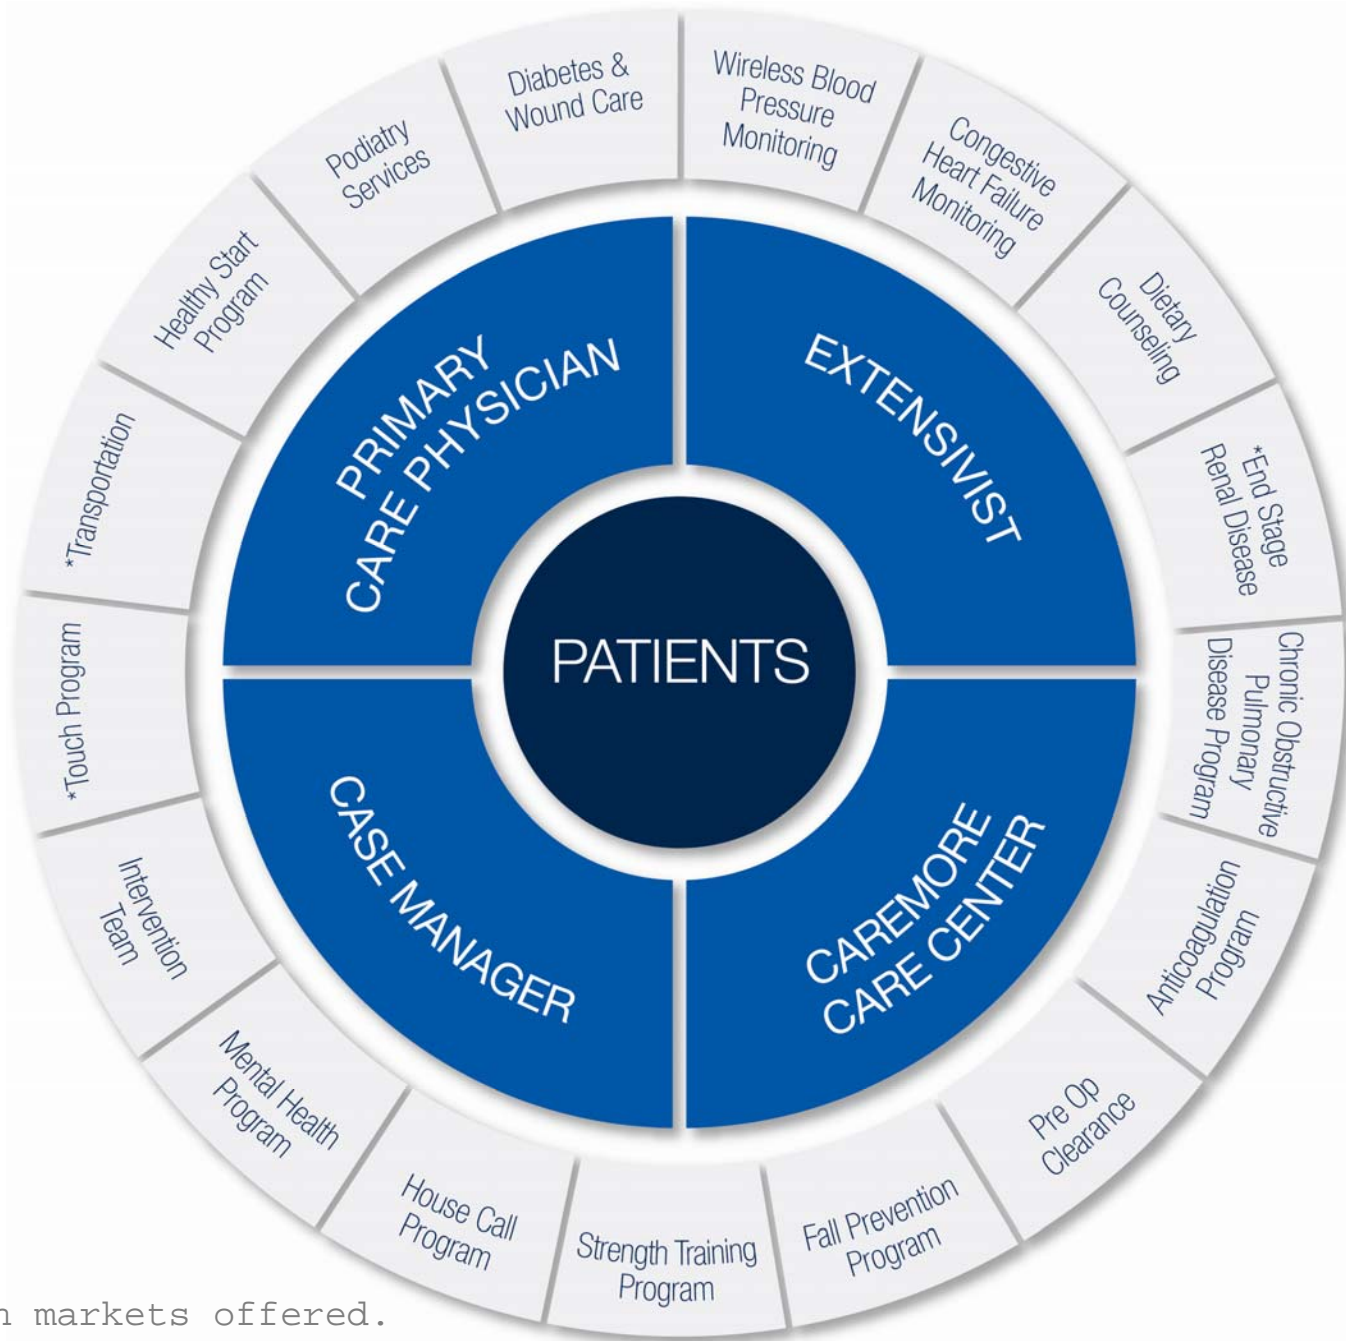 Diabetes &
Wound Care
Wireless Blood
Pressure
Monitoring
Congestive
Heart Failure
Monitoring
Dietary
Counseling
*End Stage
Renal Disease
Chronic Obstructive
Pulmonary
Disease Program
Anticoagulation
Program
Pre Op
Clearance
Fall Prevention
Program
Strength Training
Program
House Call
Program
Mental Health
Program
Intervention
Team
*Touch Program
*Transportation
Healthy Start
Program
Podiatry
Services
PRIMARY
CARE PHYSICIAN
EXTENSIVIST
CAREMORE
CARE CENTER
CASE MANAGER
PATIENTS
markets offered.